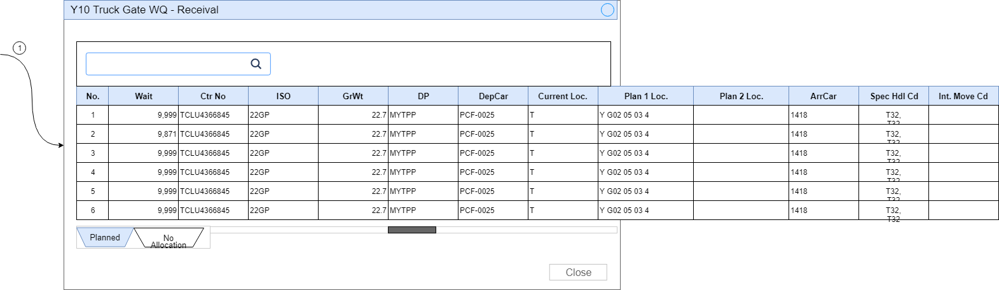 Y10 Truck Gate WQ - Receival
1
No. Wait Ctr No ISO GrWt DP DepCar Current Loc. Plan 1 Loc. Plan 2 Loc. ArrCar Spec Hdl Cd Int. Move Cd
1 9,999 TCLU4366845 22GP 22.7 MYTPP PCF-0025 T Y G02 05 03 4 1418 T32,
T32
2 9,871 TCLU4366845 22GP 22.7 MYTPP PCF-0025 T Y G02 05 03 4 1418 T32,
T32
3 9,999 TCLU4366845 22GP 22.7 MYTPP PCF-0025 T Y G02 05 03 4 1418 T32,
T32
4 9,999 TCLU4366845 22GP 22.7 MYTPP PCF-0025 T Y G02 05 03 4 1418 T32,
T32
5 9,999 TCLU4366845 22GP 22.7 MYTPP PCF-0025 T Y G02 05 03 4 1418 T32,
T32
6 9,999 TCLU4366845 22GP 22.7 MYTPP PCF-0025 T Y G02 05 03 4 1418 T32,
T32
Planned
No
Allocation
Close